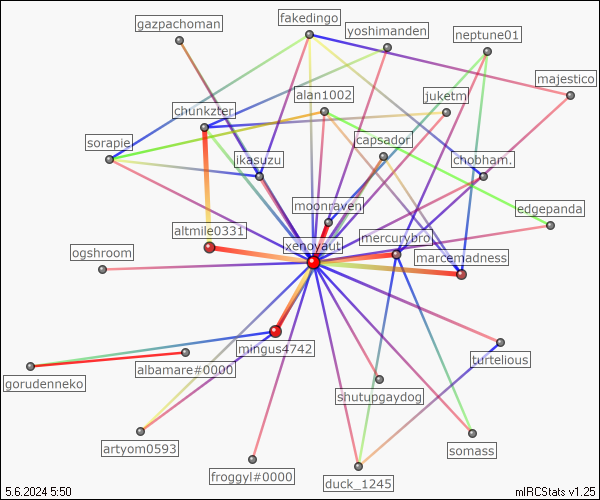 gazpachoman
fakedingo
yoshimanden
neptune01
majestico
alan1002
juketm
chunkzter
sorapie
ikasuzu
icapsador
chobham.
moonraven
edgepanda
altmile0331
xenoyaut
mercurybro
ogshroom
marcemadness
mingus4742
albamare#0000
turtelious
gorudenneko
shutupgaydog
artyom0593
somass
froggyl#0000
duck_1245
5.6.2024 5:50
mIRCStats v1.25